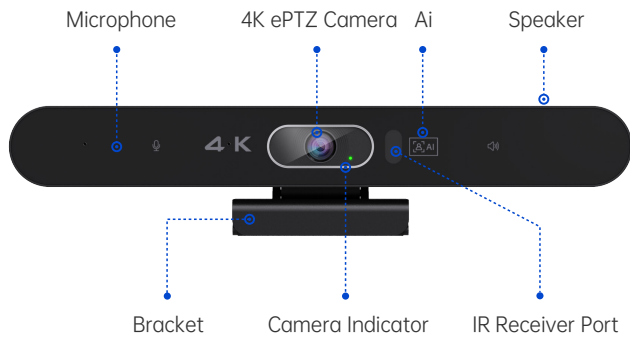 Microphone
4K ePTZ Camera
Ai
Speaker
4K
AI
Bracket
Camera Indicator
IR Receiver Port